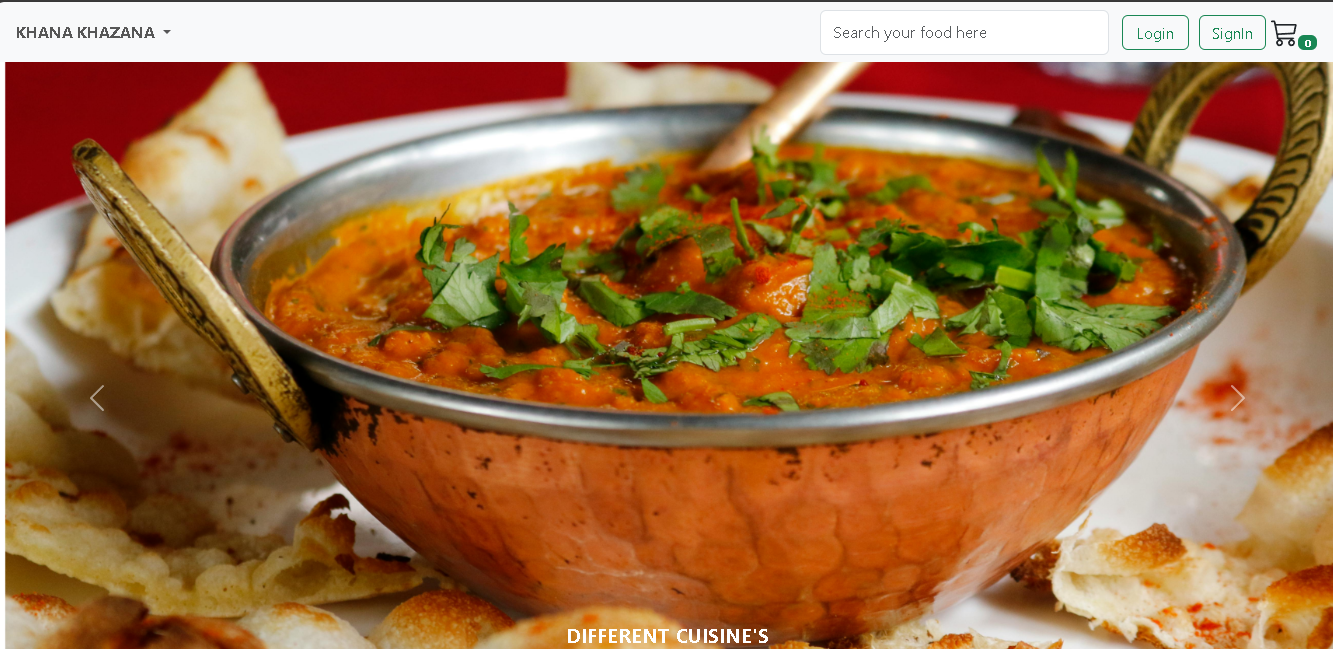 KHANA KHAZANA
Search your food here
Login
SignIn
0
DIFFERENT CUISINE'S